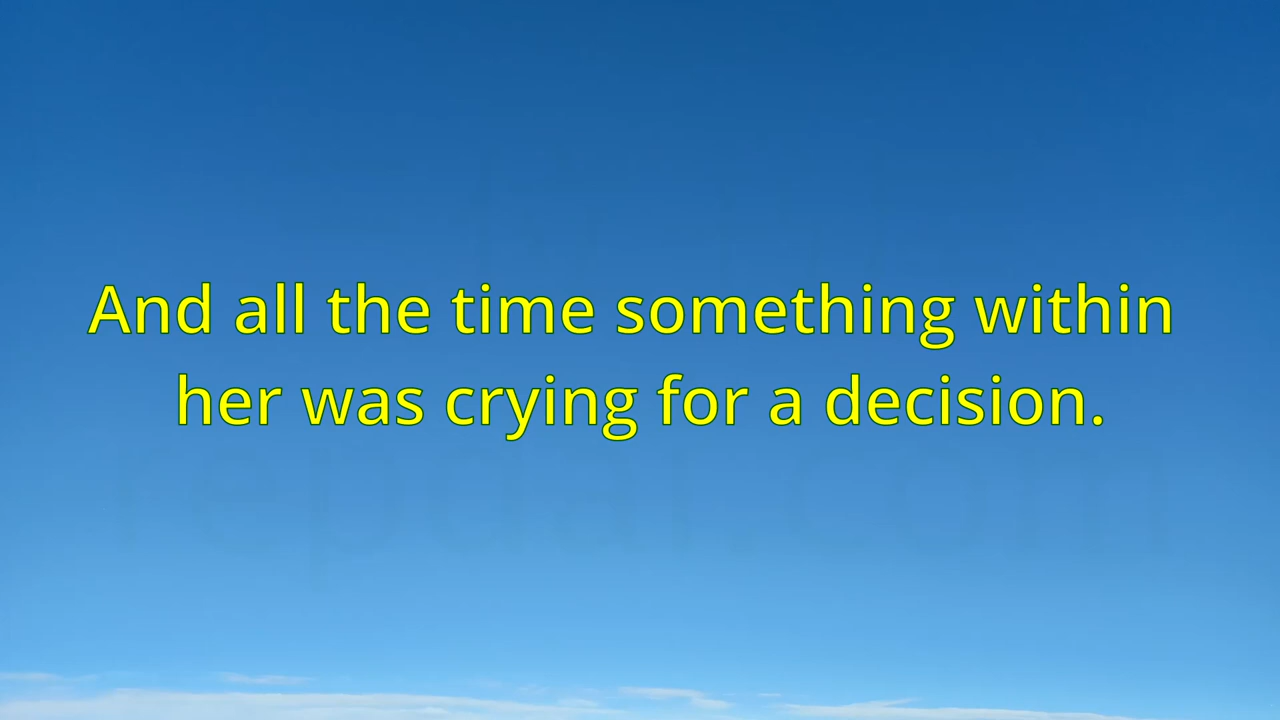 And all the time something within
her was crying for a decision.